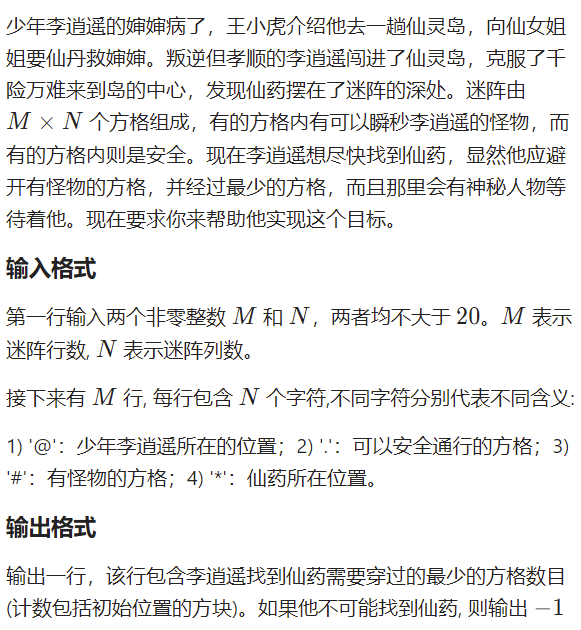 少年李逍遥的婶婶病了，王小虎介绍他去一趟仙灵岛，向仙女姐
姐要仙丹救婶婶。叛逆但孝顺的李逍遥闯进了仙灵岛，克服了千
险万难来到岛的中心，发现仙药摆在了迷阵的深处。迷阵由
M × N 个方格组成，有的方格内有可以瞬秒李逍遥的怪物，而
有的方格内则是安全。现在李逍遥想尽快找到仙药，显然他应避
开有怪物的方格，并经过最少的方格，而且那里会有神秘人物等
待着他。现在要求你来帮助他实现这个目标。
输入格式
第一行输入两个非零整数 M 和 N，两者均不大于 20。M 表示
迷阵行数, N 表示迷阵列数。
接下来有 M 行, 每行包含 N 个字符,不同字符分别代表不同含义:
1) '@'：少年李逍遥所在的位置；2) '.'：可以安全通行的方格；3)
'#'：有怪物的方格；4) '*'：仙药所在位置。
输出格式
输出一行，该行包含李逍遥找到仙药需要穿过的最少的方格数目
(计数包括初始位置的方块)。如果他不可能找到仙药, 则输出 −1